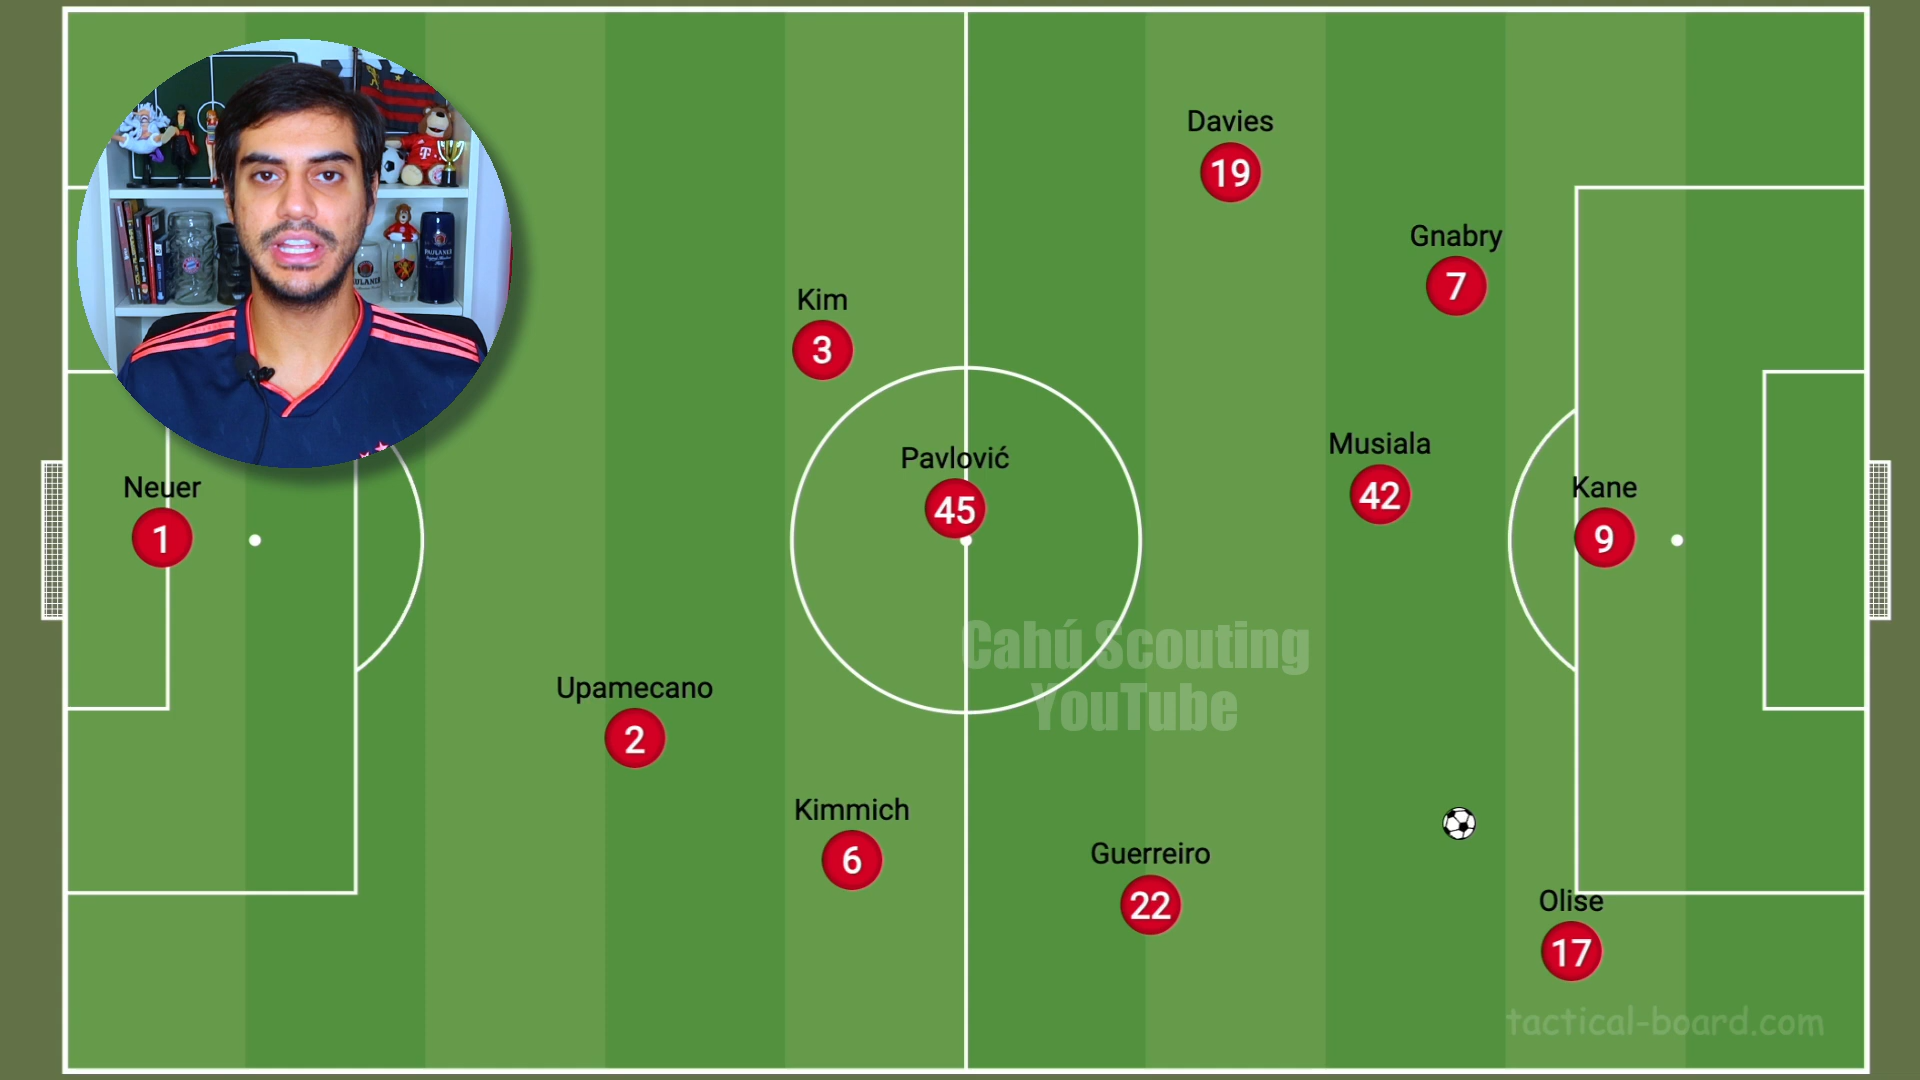 Davies
19
Gnabry
7
Kim
3
Musiala
42
Pavlović
45
Neuer
1
Kane
9
Cahú Scouting
YouTube
Upamecano
2
Kimmich
6
Guerreiro
22
Olise
17
tactical-board.com
PAULANER